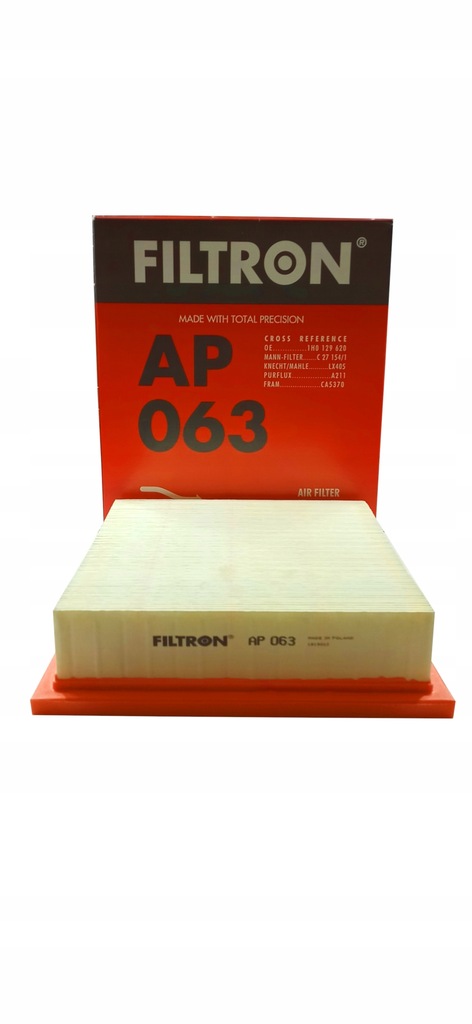 FILTRON®
MADE WITH TOTAL PRECISION
AP
063
CROSS REFERENCE
OE............1H0 129 620
MANN-FILTER.....C 27 154/1
KNECHT/MAHLE........LX405
PURFLUX...............A211
FRAM................CA5370
AIR FILTER
FILTRON® AP 063 MADE IN POLAND